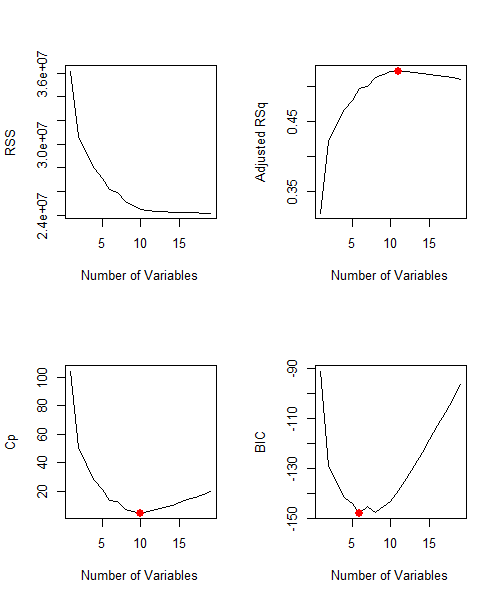 RSS
2.4e+07 3.0e+07 3.6e+07
5 10 15
Number of Variables
Adjusted RSq
0.35 0.45
5 10 15
Number of Variables
Cp
20 40 60 80 100
5 10 15
Number of Variables
BIC
-150 -130 -110 -90
5 10 15
Number of Variables